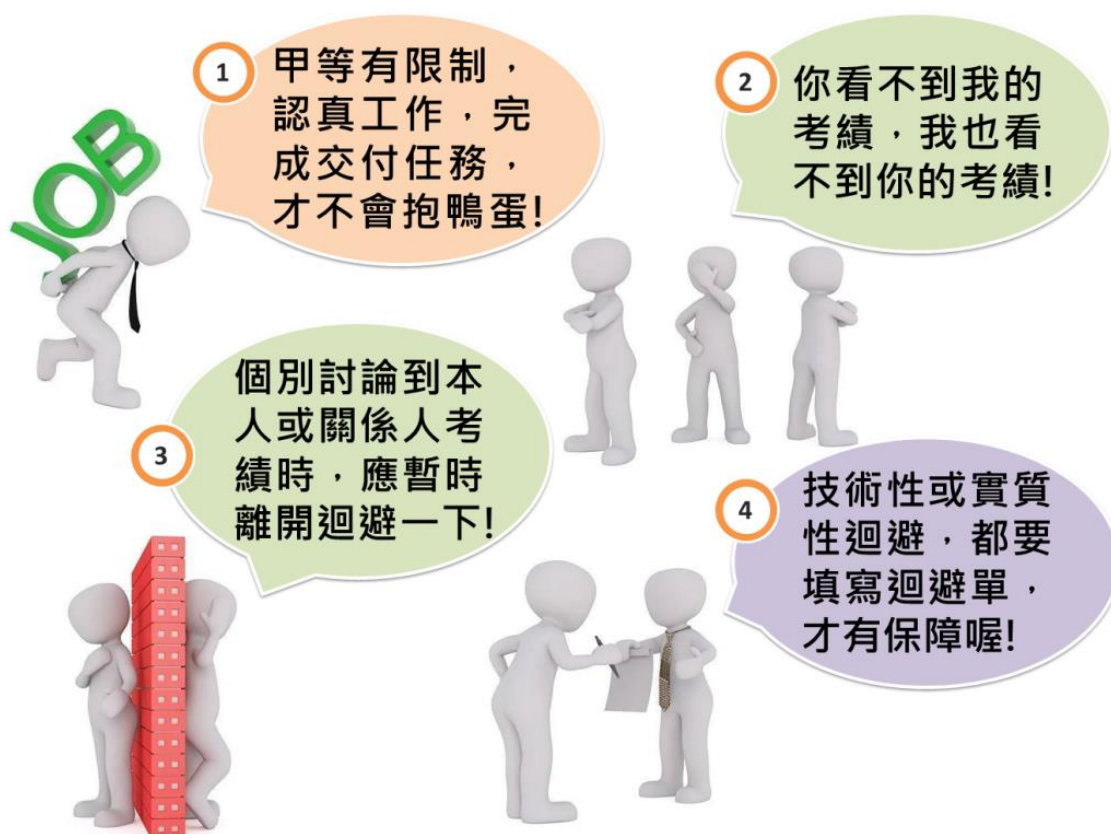 1
甲等有限制，
認真工作，完
成交付任務，
才不會抱鴨蛋!
2
你看不到我的
考績，我也看
不到你的考績!
JOB
3
個別討論到本
人或關係人考
績時，應暫時
離開迴避一下!
4
技術性或實質
性迴避，都要
填寫迴避單，
才有保障喔!